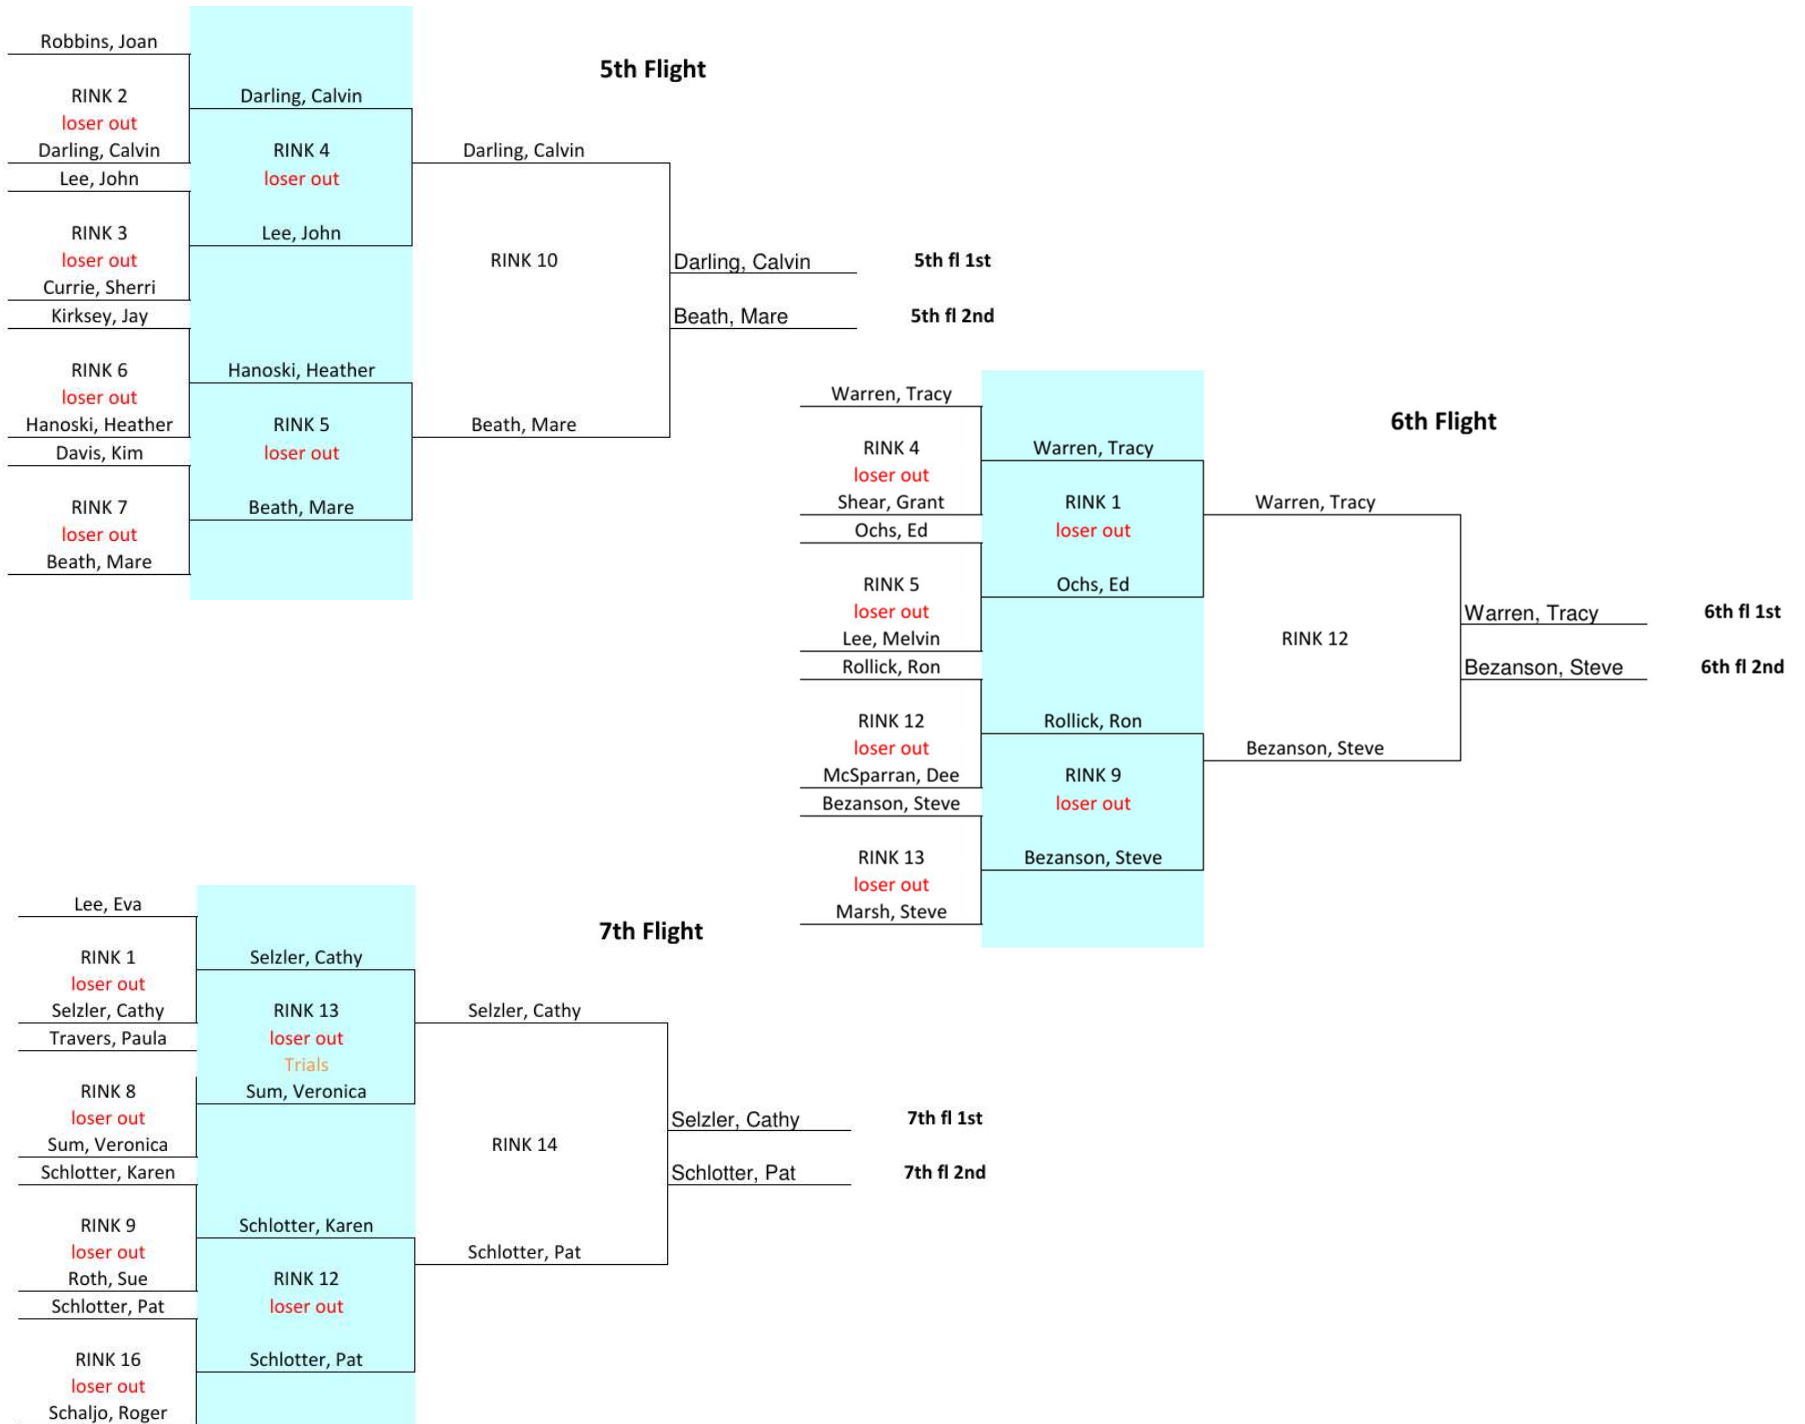 Robbins, Joan
5th Flight
RINK 2
Darling, Calvin
loser out
Darling, Calvin
RINK 4
Darling, Calvin
Lee, John
loser out
RINK 3
Lee, John
loser out
RINK 10
Darling, Calvin
5th fl 1st
Currie, Sherri
Kirksey, Jay
Beath, Mare
5th fl 2nd
RINK 6
Hanoski, Heather
loser out
Hanoski, Heather
RINK 5
Beath, Mare
Davis, Kim
loser out
RINK 7
Beath, Mare
loser out
Beath, Mare
Warren, Tracy
6th Flight
RINK 4
Warren, Tracy
loser out
Shear, Grant
RINK 1
Warren, Tracy
Ochs, Ed
loser out
RINK 5
Ochs, Ed
loser out
Warren, Tracy
6th fl 1st
Lee, Melvin
RINK 12
Rollick, Ron
Bezanson, Steve
6th fl 2nd
RINK 12
Rollick, Ron
loser out
Bezanson, Steve
McSparran, Dee
RINK 9
Bezanson, Steve
loser out
RINK 13
Bezanson, Steve
loser out
Marsh, Steve
Lee, Eva
7th Flight
RINK 1
Selzler, Cathy
loser out
Selzler, Cathy
RINK 13
Selzler, Cathy
Travers, Paula
loser out
Trials
RINK 8
Sum, Veronica
loser out
Selzler, Cathy
7th fl 1st
Sum, Veronica
RINK 14
Schlotter, Karen
Schlotter, Pat
7th fl 2nd
RINK 9
Schlotter, Karen
loser out
Schlotter, Pat
Roth, Sue
RINK 12
Schlotter, Pat
loser out
RINK 16
Schlotter, Pat
loser out
Schaljo, Roger